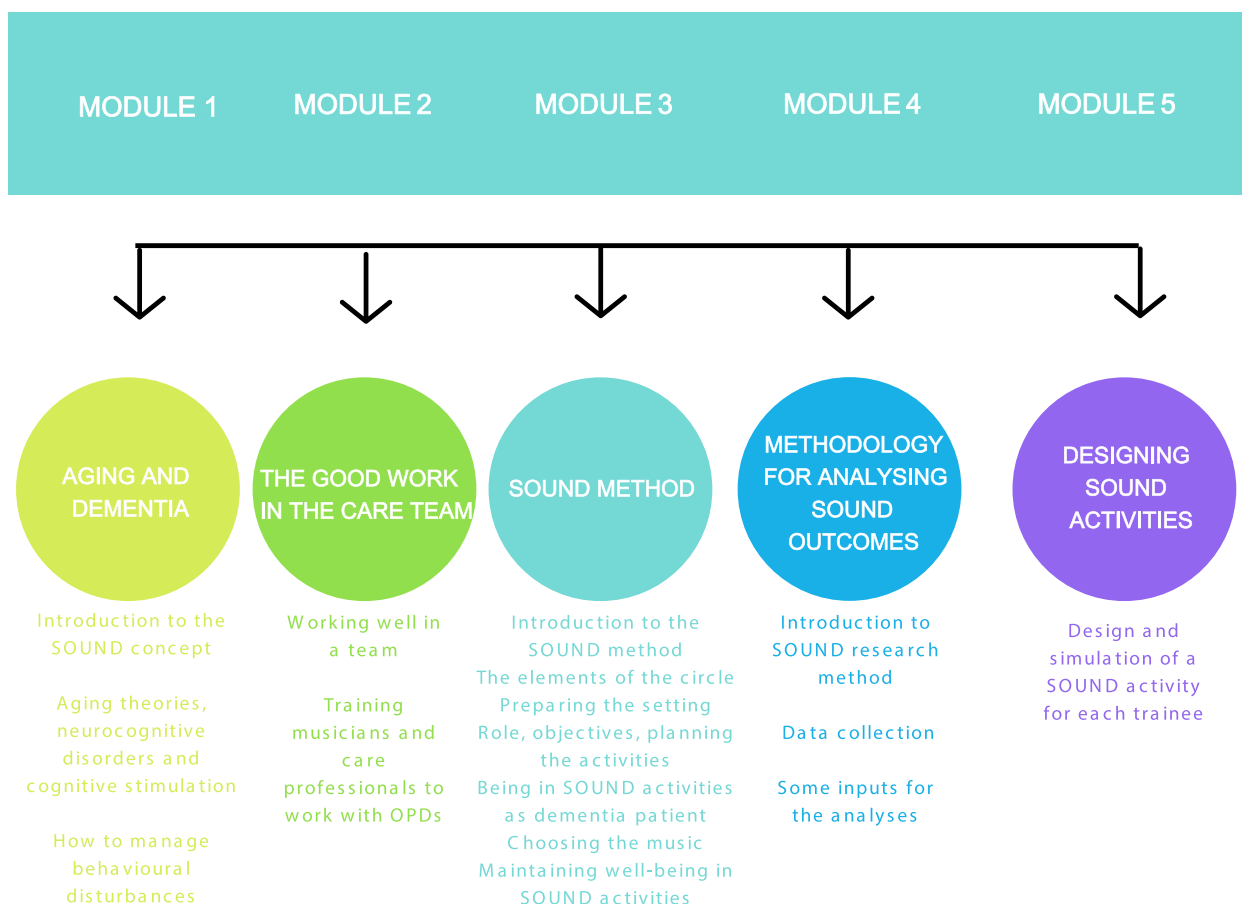 MODULE 1
MODULE 2
MODULE 3
MODULE 4
MODULE 5
AGING AND
DEMENTIA
THE GOOD WORK
IN THE CARE TEAM
SOUND METHOD
METHODOLOGY
FOR ANALYSING
SOUND
OUTCOMES
DESIGNING
SOUND
ACTIVITIES
Introduction to the
SOUND concept
Aging theories,
neurocognitive
disorders and
cognitive stimulation
How to manage
behavioural
disturbances
Working well in
a team
Training
musicians and
care
professionals to
work with OPDs
Introduction to the
SOUND method
The elements of the circle
Preparing the setting
Role, objectives, planning
the activities
Being in SOUND activities
as dementia patient
Choosing the music
Maintaining well-being in
SOUND activities
Introduction to
SOUND research
method
Data collection
Some inputs for
the analyses
Design and
simulation of a
SOUND activity
for each trainee